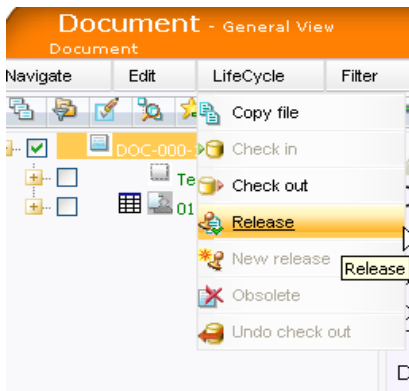 Document - General View
Document
Navigate Edit LifeCycle Filter
Copy file
Check in
DOC-000-
Check out
Te
01
Release
New release
Release
Obsolete
Undo check out
D